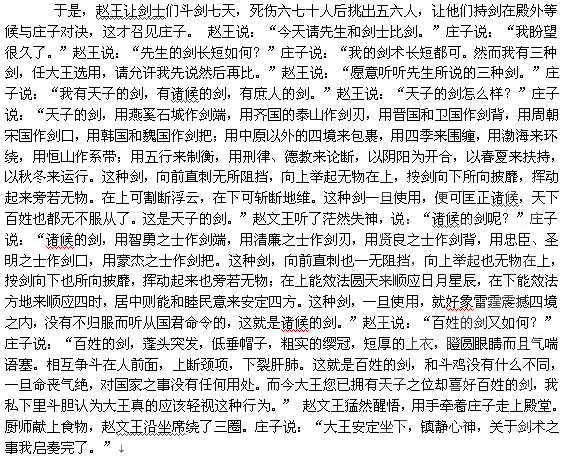 于是，赵王让剑士们斗剑七天，死伤六七十人后挑出五六人，让他们持剑在殿外等
候与庄子对决，这才召见庄子。 赵王说：“今天请先生和剑士比剑。”庄子说：“我盼望
很久了。”赵王说：“先生的剑长短如何？”庄子说：“我的剑术长短都可。然而我有三种
剑，任大王选用，请允许我先说然后再比。”赵王说：“愿意听听先生所说的三种剑。”庄
子说：“我有天子的剑，有诸候的剑，有庶人的剑。”赵王说：“天子的剑怎么样？”庄子
说：“天子的剑，用燕奚石城作剑端，用齐国的泰山作剑刃，用晋国和卫国作剑背，用周朝
宋国作剑口，用韩国和魏国作剑把；用中原以外的四境来包裹，用四季来围缠，用渤海来环
绕，用恒山作系带；用五行来制衡，用刑律、德教来论断，以阴阳为开合，以春夏来扶持，
以秋冬来运行。这种剑，向前直刺无所阻挡，向上举起无物在上，按剑向下所向披靡，挥动
起来旁若无物。在上可割断浮云，在下可斩断地维。这种剑一旦使用，便可匡正诸候，天下
百姓也都无不服从了。这是天子的剑。”赵文王听了茫然失神，说：“诸候的剑呢？”庄子
说：“诸候的剑，用智勇之士作剑端，用清廉之士作剑刃，用贤良之士作剑背，用忠臣、圣
明之士作剑口，用豪杰之士作剑把。这种剑，向前直刺也一无阻挡，向上举起也无物在上，
按剑向下也所向披靡，挥动起来也旁若无物；在上能效法圆天来顺应日月星辰，在下能效法
方地来顺应四时，居中则能和睦民意来安定四方。这种剑，一旦使用，就好象雷霆震撼四境
之内，没有不归服而听从国君命令的，这就是诸候的剑。”赵王说：“百姓的剑又如何？”
庄子说：“百姓的剑，蓬头突发，低垂帽子，粗实的缨冠，短厚的上衣，瞪圆眼睛而且气喘
语塞。相互争斗在人前面，上断颈项，下裂肝肺。这就是百姓的剑，和斗鸡没有什么不同，
一旦命丧气绝，对国家之事没有任何用处。而今大王您已拥有天子之位却喜好百姓的剑，我
私下里斗胆认为大王真的应该轻视这种行为。” 赵文王猛然醒悟，用手牵着庄子走上殿堂。
厨师献上食物，赵文王沿坐席绕了三圈。庄子说：“大王安定坐下，镇静心神，关于剑术之
事我启奏完了。”